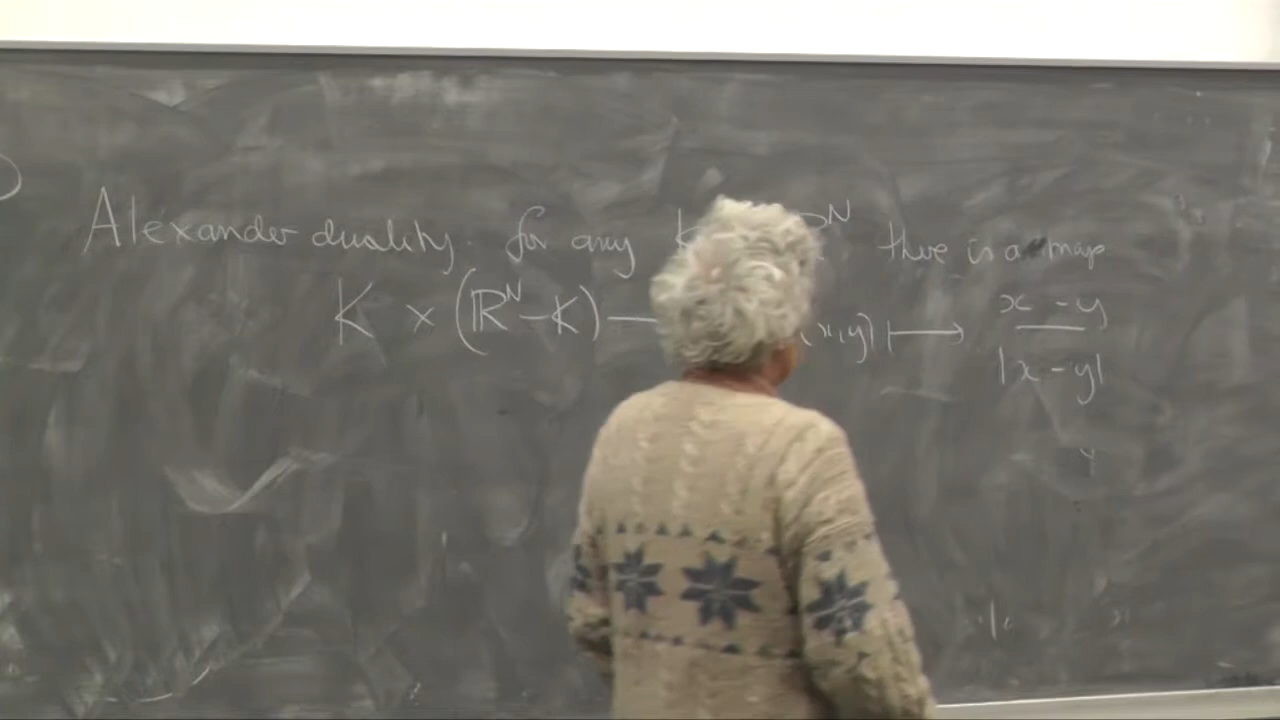 Alexander duality. for any K ℝᴺ there is a map
K × (ℝᴺ - K) — (x,y) ⟼ x - y / |x - y|